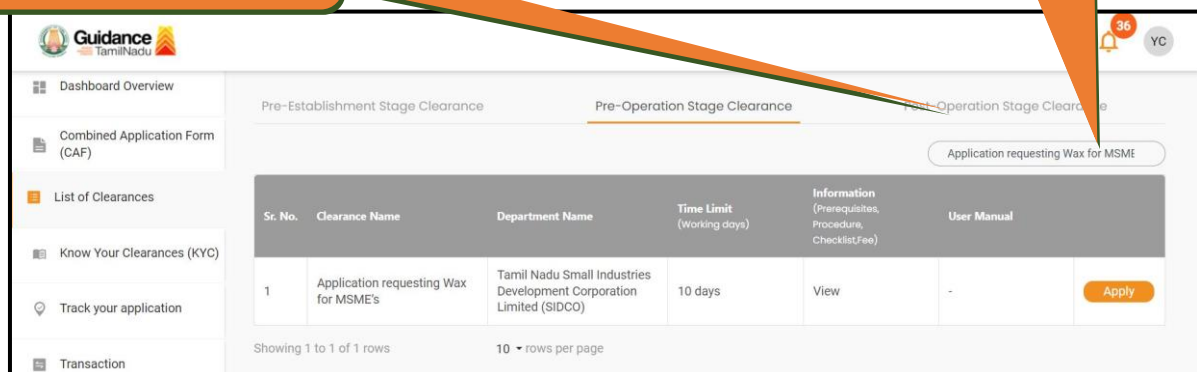 Guidance
TamilNadu
36
YC
Dashboard Overview
Combined Application Form
(CAF)
List of Clearances
Know Your Clearances (KYC)
Track your application
Transaction
Pre-Establishment Stage Clearance
Pre-Operation Stage Clearance
Post-Operation Stage Clearance
Application requesting Wax for MSME
Sr. No.
Clearance Name
Department Name
Time Limit
(Working days)
Information
(Prerequisites,
Procedure,
Checklist,Fee)
User Manual
1
Application requesting Wax
for MSME's
Tamil Nadu Small Industries
Development Corporation
Limited (SIDCO)
10 days
View
-
Apply
Showing 1 to 1 of 1 rows
10 rows per page